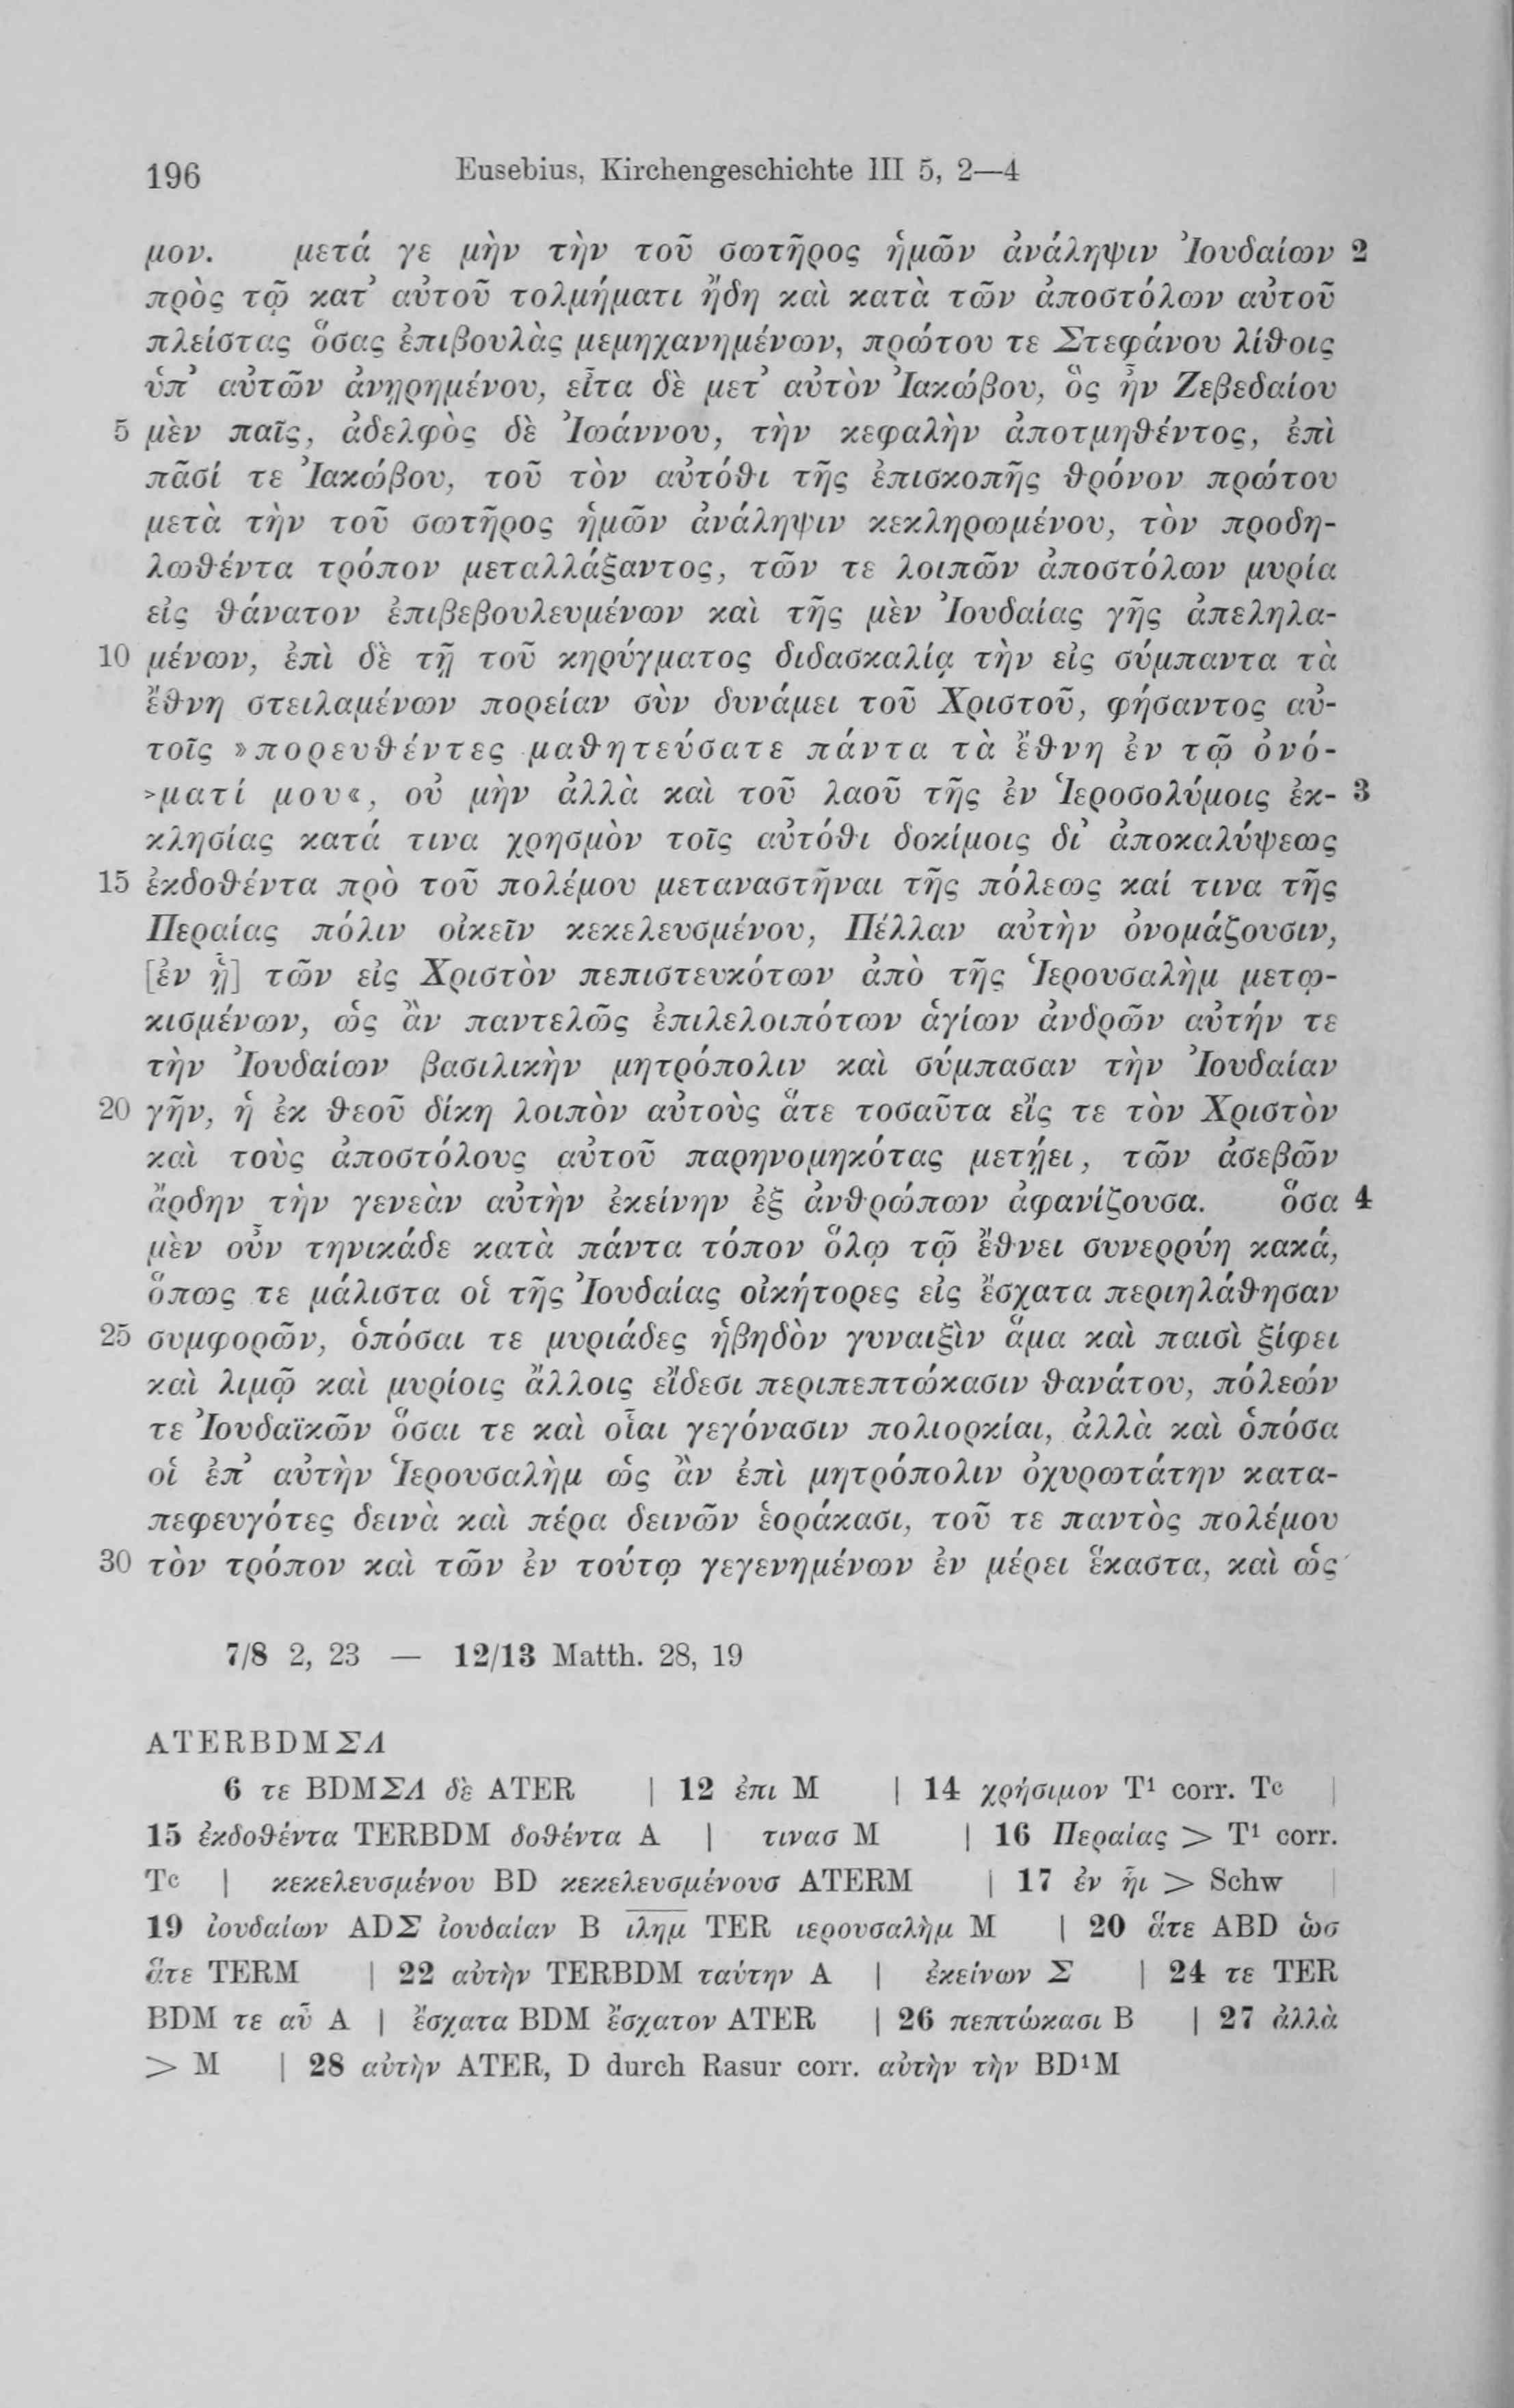 196 Eusebius, Kirchengeschichte III 5, 2—4
μον. μετά γε μὴν τὴν τοῦ σωτῆρος ἡμῶν ἀνάληψιν Ἰουδαίων 2
πρὸς τῷ κατ’ αὐτοῦ τολμήματι ἤδη καὶ κατὰ τῶν ἀποστόλων αὐτοῦ
πλείστας ὅσας ἐπιβουλὰς μεμηχανημένων, πρώτου τε Στεφάνου λίθοις
ὑπ’ αὐτῶν ἀνῃρημένου, εἶτα δὲ μετ’ αὐτὸν Ἰακώβου, ὃς ἦν Ζεβεδαίου
5 μὲν παῖς, ἀδελφὸς δὲ Ἰωάννου, τὴν κεφαλὴν ἀποτμηθέντος, ἐπὶ
πᾶσί τε Ἰακώβου, τοῦ τὸν αὐτόθι τῆς ἐπισκοπῆς θρόνον πρώτου
μετὰ τὴν τοῦ σωτῆρος ἡμῶν ἀνάληψιν κεκληρωμένου, τὸν προδη-
λωθέντα τρόπον μεταλλάξαντος, τῶν τε λοιπῶν ἀποστόλων μυρία
εἰς θάνατον ἐπιβεβουλευμένων καὶ τῆς μὲν Ἰουδαίας γῆς ἀπεληλα-
10 μένων, ἐπὶ δὲ τῇ τοῦ κηρύγματος διδασκαλίᾳ τὴν εἰς σύμπαντα τὰ
ἔθνη στειλαμένων πορείαν σὺν δυνάμει τοῦ Χριστοῦ, φήσαντος αὐ-
τοῖς »πορευθέντες μαθητεύσατε πάντα τὰ ἔθνη ἐν τῷ ὀνό-
>ματί μου«, οὐ μὴν ἀλλὰ καὶ τοῦ λαοῦ τῆς ἐν Ἱεροσολύμοις ἐκ- 3
κλησίας κατά τινα χρησμὸν τοῖς αὐτόθι δοκίμοις δι’ ἀποκαλύψεως
15 ἐκδοθέντα πρὸ τοῦ πολέμου μεταναστῆναι τῆς πόλεως καί τινα τῆς
Περαίας πόλιν οἰκεῖν κεκελευσμένου, Πέλλαν αὐτὴν ὀνομάζουσιν,
[ἐν ᾗ] τῶν εἰς Χριστὸν πεπιστευκότων ἀπὸ τῆς Ἱερουσαλὴμ μετῳ-
κισμένων, ὡς ἂν παντελῶς ἐπιλελοιπότων ἁγίων ἀνδρῶν αὐτήν τε
τὴν Ἰουδαίων βασιλικὴν μητρόπολιν καὶ σύμπασαν τὴν Ἰουδαίαν
20 γῆν, ἡ ἐκ θεοῦ δίκη λοιπὸν αὐτοὺς ἅτε τοσαῦτα εἴς τε τὸν Χριστὸν
καὶ τοὺς ἀποστόλους αὐτοῦ παρηνομηκότας μετῄει, τῶν ἀσεβῶν
ἄρδην τὴν γενεὰν αὐτὴν ἐκείνην ἐξ ἀνθρώπων ἀφανίζουσα. ὅσα 4
μὲν οὖν τηνικάδε κατὰ πάντα τόπον ὅλῳ τῷ ἔθνει συνερρύη κακά,
ὅπως τε μάλιστα οἱ τῆς Ἰουδαίας οἰκήτορες εἰς ἔσχατα περιηλάθησαν
25 συμφορῶν, ὁπόσαι τε μυριάδες ἡβηδὸν γυναιξὶν ἅμα καὶ παισὶ ξίφει
καὶ λιμῷ καὶ μυρίοις ἄλλοις εἴδεσι περιπεπτώκασιν θανάτου, πόλεών
τε Ἰουδαϊκῶν ὅσαι τε καὶ οἷαι γεγόνασιν πολιορκίαι, ἀλλὰ καὶ ὁπόσα
οἱ ἐπ’ αὐτὴν Ἱερουσαλὴμ ὡς ἂν ἐπὶ μητρόπολιν ὀχυρωτάτην κατα-
πεφευγότες δεινὰ καὶ πέρα δεινῶν ἑοράκασι, τοῦ τε παντὸς πολέμου
30 τὸν τρόπον καὶ τῶν ἐν τούτῳ γεγενημένων ἐν μέρει ἕκαστα, καὶ ὡς
7/8 2, 23 — 12/13 Matth. 28, 19
ATERBDMΣΛ
6 τε BDMΣΛ δὲ ATER | 12 ἐπι M | 14 χρήσιμον T¹ corr. Tᶜ |
15 ἐκδοθέντα TERBDM δοθέντα A | τινασ M | 16 Περαίας > T¹ corr.
Tᶜ | κεκελευσμένου BD κεκελευσμένουσ ATERM | 17 ἐν ἧι > Schw |
19 ἰουδαίων ADΣ ἰουδαίαν B ιλημ TER ιερουσαλὴμ M | 20 ἅτε ABD ὡσ
ἅτε TERM | 22 αὐτὴν TERBDM ταύτην A | ἐκείνων Σ | 24 τε TER
BDM τε αὖ A | ἔσχατα BDM ἔσχατον ATER | 26 πεπτώκασι B | 27 ἀλλὰ
> M | 28 αὐτὴν ATER, D durch Rasur corr. αὐτὴν τὴν BD¹M